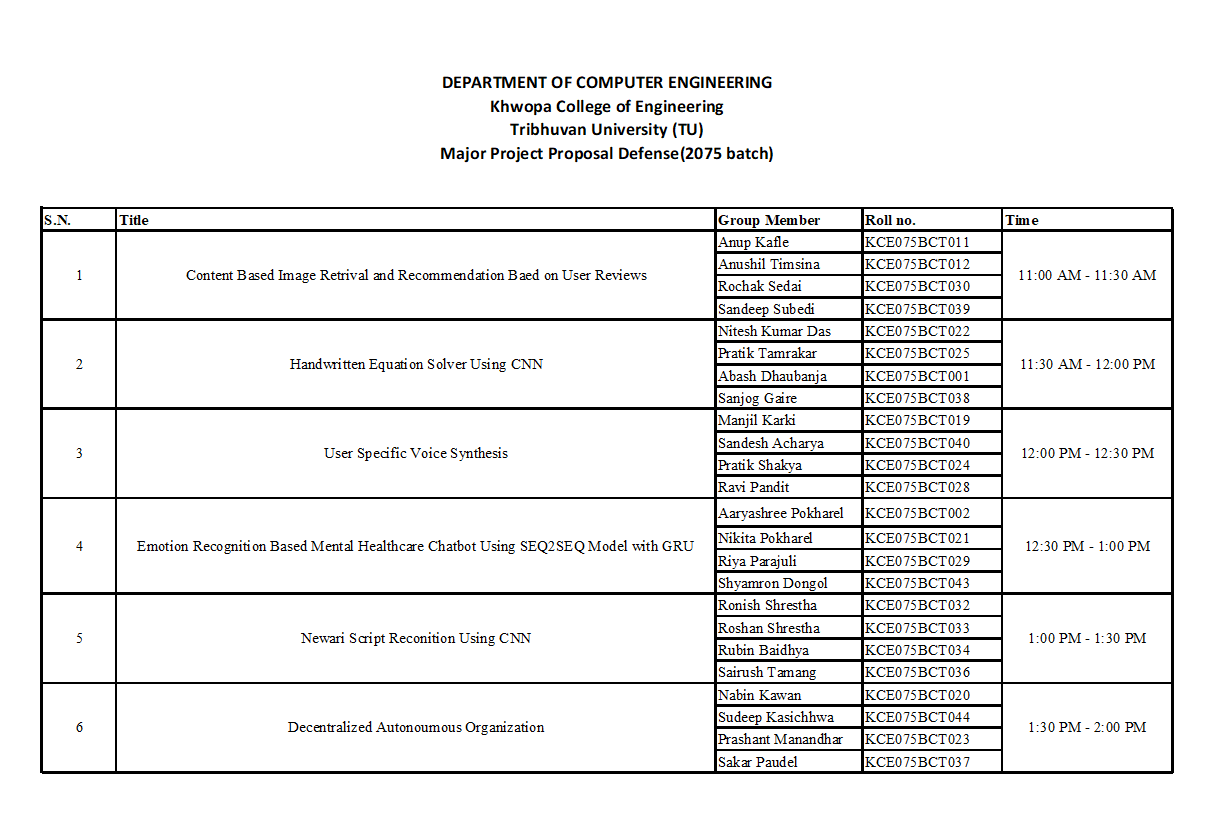 DEPARTMENT OF COMPUTER ENGINEERING
Khwopa College of Engineering
Tribhuvan University (TU)
Major Project Proposal Defense(2075 batch)
S.N. Title Group Member Roll no. Time
1 Content Based Image Retrival and Recommendation Baed on User Reviews 11:00 AM - 11:30 AM
Anup Kafle KCE075BCT011
Anushil Timsina KCE075BCT012
Rochak Sedai KCE075BCT030
Sandeep Subedi KCE075BCT039
2 Handwritten Equation Solver Using CNN 11:30 AM - 12:00 PM
Nitesh Kumar Das KCE075BCT022
Pratik Tamrakar KCE075BCT025
Abash Dhaubanja KCE075BCT001
Sanjog Gaire KCE075BCT038
3 User Specific Voice Synthesis 12:00 PM - 12:30 PM
Manjil Karki KCE075BCT019
Sandesh Acharya KCE075BCT040
Pratik Shakya KCE075BCT024
Ravi Pandit KCE075BCT028
4 Emotion Recognition Based Mental Healthcare Chatbot Using SEQ2SEQ Model with GRU 12:30 PM - 1:00 PM
Aaryashree Pokharel KCE075BCT002
Nikita Pokharel KCE075BCT021
Riya Parajuli KCE075BCT029
Shyamron Dongol KCE075BCT043
5 Newari Script Reconition Using CNN 1:00 PM - 1:30 PM
Ronish Shrestha KCE075BCT032
Roshan Shrestha KCE075BCT033
Rubin Baidhya KCE075BCT034
Sairush Tamang KCE075BCT036
6 Decentralized Autonoumous Organization 1:30 PM - 2:00 PM
Nabin Kawan KCE075BCT020
Sudeep Kasichhwa KCE075BCT044
Prashant Manandhar KCE075BCT023
Sakar Paudel KCE075BCT037